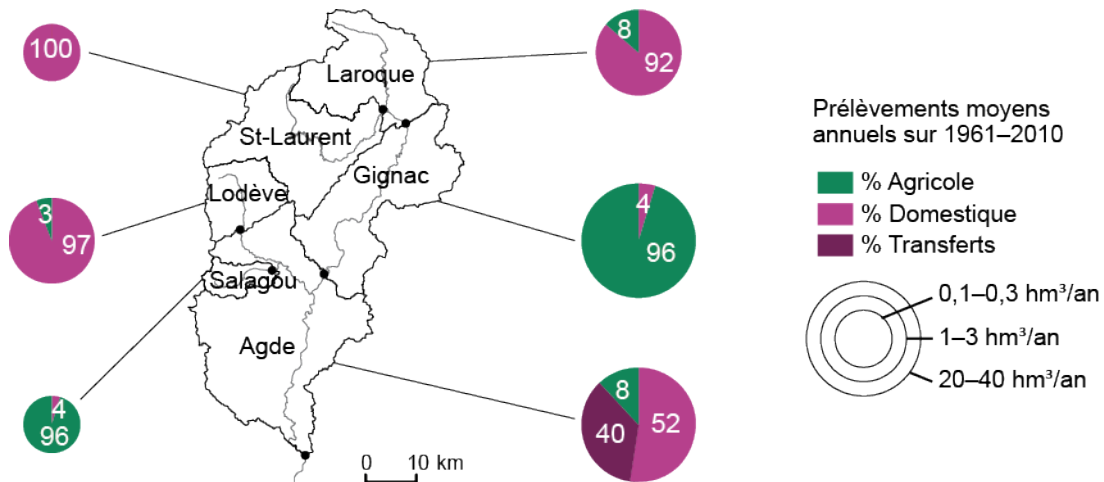 100
8
92
Laroque
St-Laurent
Gignac
Lodève
3
97
4
96
Salagou
Agde
4
96
8
52
40
0 10 km
Prélèvements moyens
annuels sur 1961–2010
% Agricole
% Domestique
% Transferts
0,1–0,3 hm³/an
1–3 hm³/an
20–40 hm³/an